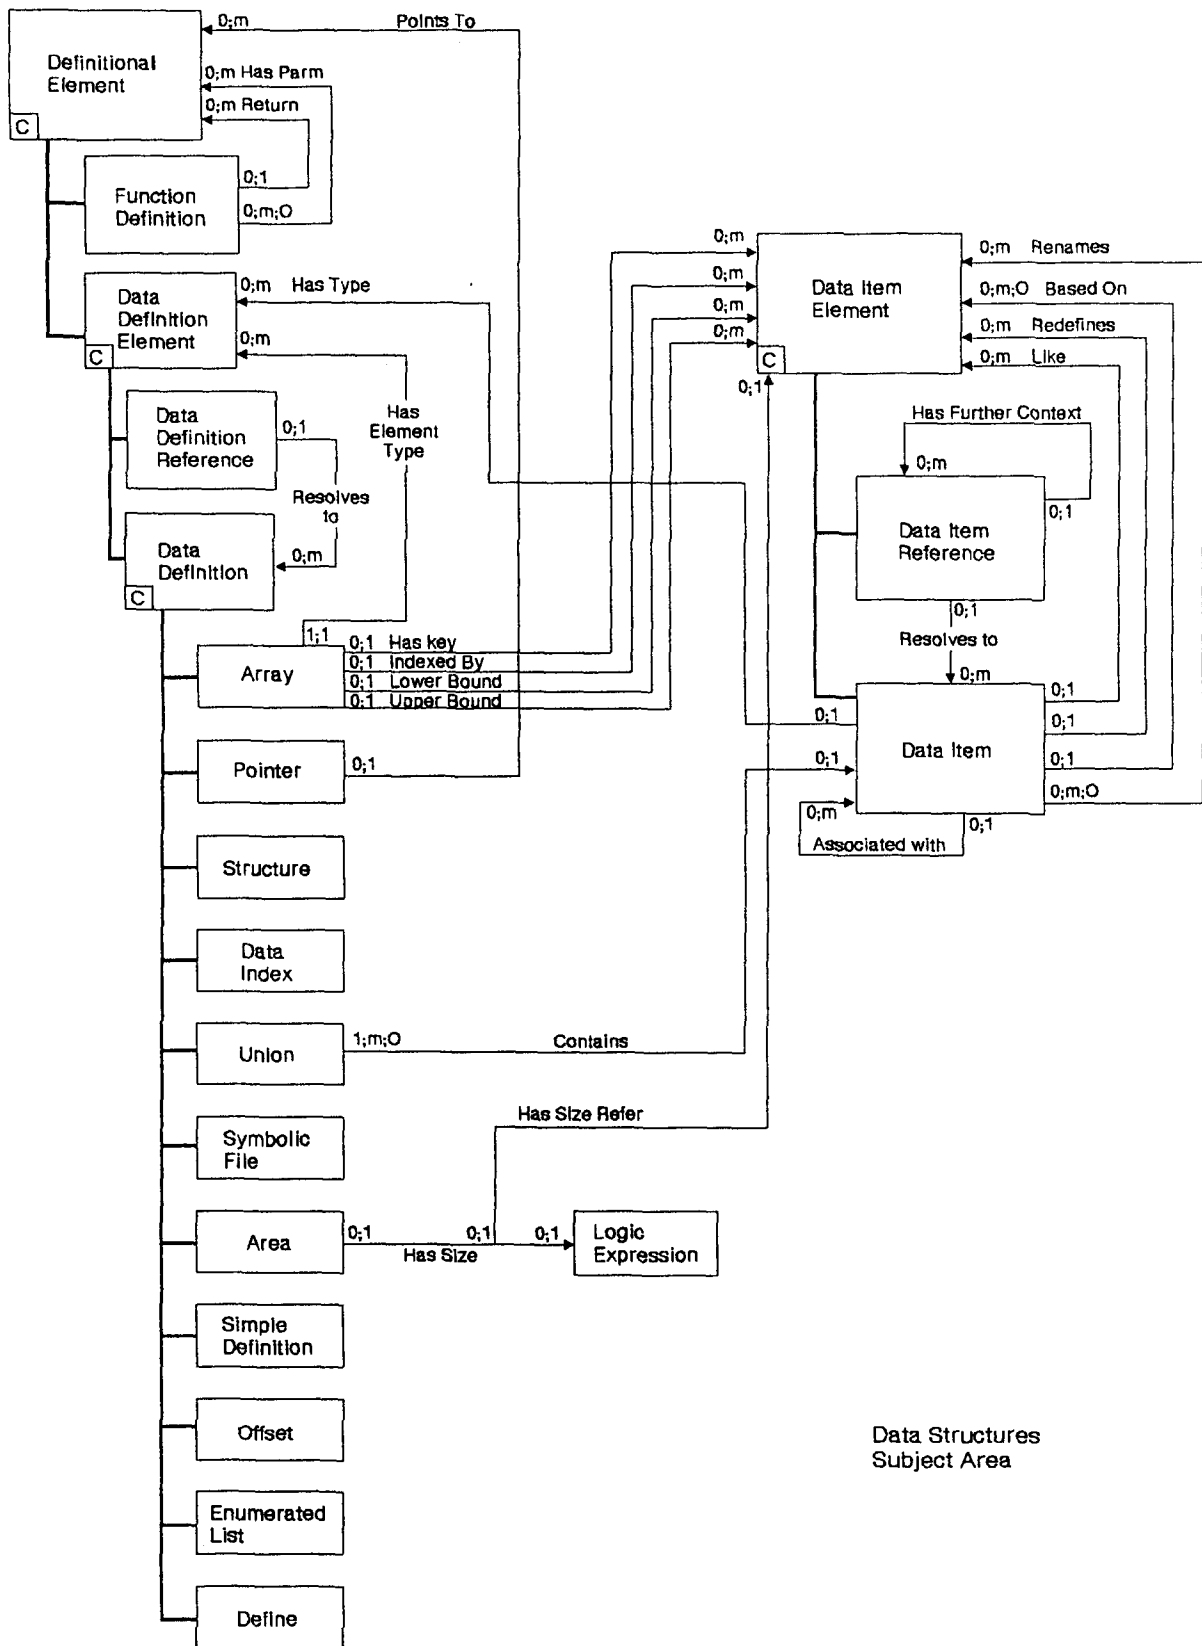 0;m Points To
Definitional
Element
0;m Has Parm
0;m Return
C
Function
Definition
0;1
0;m;O
Data
Definition
Element
0;m Has Type
0;m
C
Data
Definition
Reference
0;1
Has
Element
Type
Resolves
to
Data
Definition
0;m
C
1;1
Array
0;1 Has key
0;1 Indexed By
0;1 Lower Bound
0;1 Upper Bound
Pointer
0;1
Structure
Data
Index
Union
1;m;O
Contains
Symbolic
File
Has Size Refer
Area
0;1
Has Size
0;1
0;1
Logic
Expression
Simple
Definition
Offset
Enumerated
List
Define
0;m
0;m
0;m
0;m
Data Item
Element
C
0;1
0;m Renames
0;m;O Based On
0;m Redefines
0;m Like
Has Further Context
0;m
Data Item
Reference
0;1
0;1
Resolves to
0;m
Data Item
0;1
0;1
0;1
0;1
0;1
0;m;O
0;m
0;1
Associated with
Data Structures
Subject Area